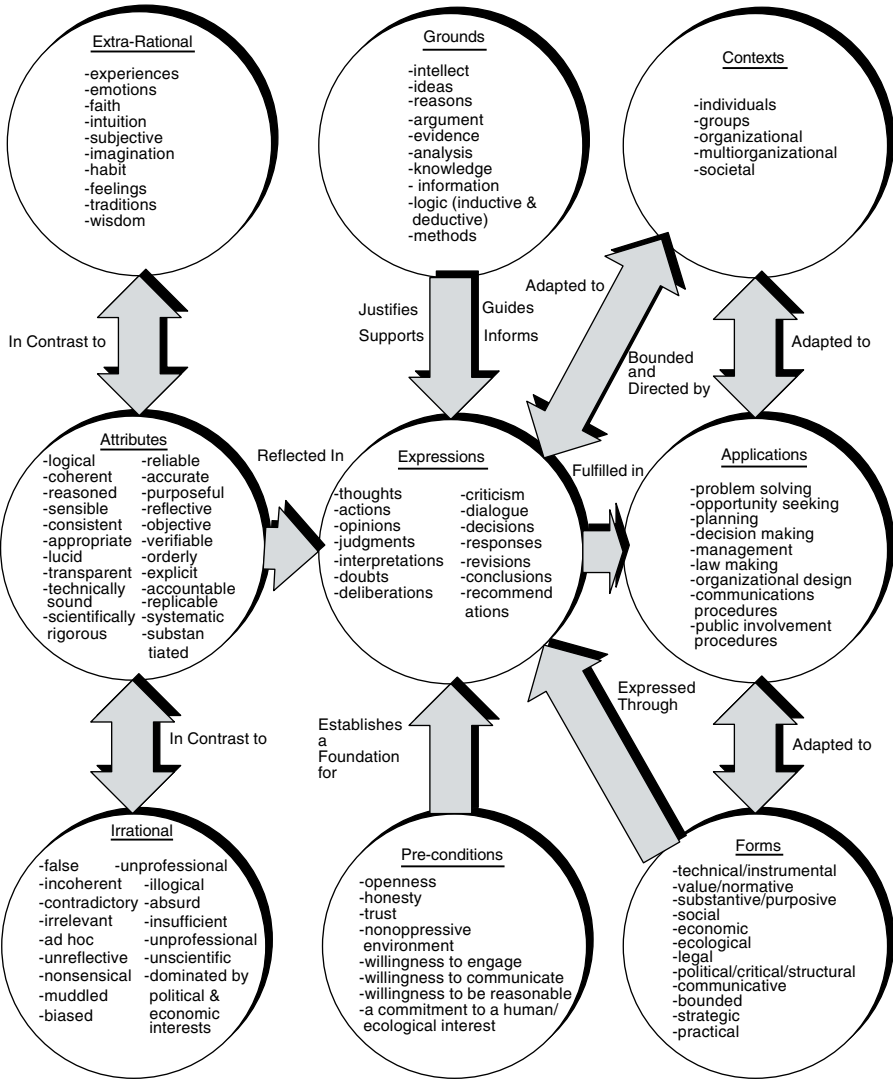 Extra-Rational
-experiences
-emotions
-faith
-intuition
-subjective
-imagination
-habit
-feelings
-traditions
-wisdom
Grounds
-intellect
-ideas
-reasons
-argument
-evidence
-analysis
-knowledge
- information
-logic (inductive &
deductive)
-methods
Contexts
-individuals
-groups
-organizational
-multiorganizational
-societal
In Contrast to
Justifies
Supports
Guides
Informs
Adapted to
Bounded
and
Directed by
Adapted to
Attributes
-logical
-coherent
-reasoned
-sensible
-consistent
-appropriate
-lucid
-transparent
-technically
sound
-scientifically
rigorous
-reliable
-accurate
-purposeful
-reflective
-objective
-verifiable
-orderly
-explicit
-accountable
-replicable
-systematic
-substan
tiated
Reflected In
Expressions
-thoughts
-actions
-opinions
-judgments
-interpretations
-doubts
-deliberations
-criticism
-dialogue
-decisions
-responses
-revisions
-conclusions
-recommend
ations
Fulfilled in
Applications
-problem solving
-opportunity seeking
-planning
-decision making
-management
-law making
-organizational design
-communications
procedures
-public involvement
procedures
In Contrast to
Establishes
a
Foundation
for
Expressed
Through
Adapted to
Irrational
-false
-incoherent
-contradictory
-irrelevant
-ad hoc
-unreflective
-nonsensical
-muddled
-biased
-unprofessional
-illogical
-absurd
-insufficient
-unprofessional
-unscientific
-dominated by
political &
economic
interests
Pre-conditions
-openness
-honesty
-trust
-nonoppressive
environment
-willingness to engage
-willingness to communicate
-willingness to be reasonable
-a commitment to a human/
ecological interest
Forms
-technical/instrumental
-value/normative
-substantive/purposive
-social
-economic
-ecological
-legal
-political/critical/structural
-communicative
-bounded
-strategic
-practical